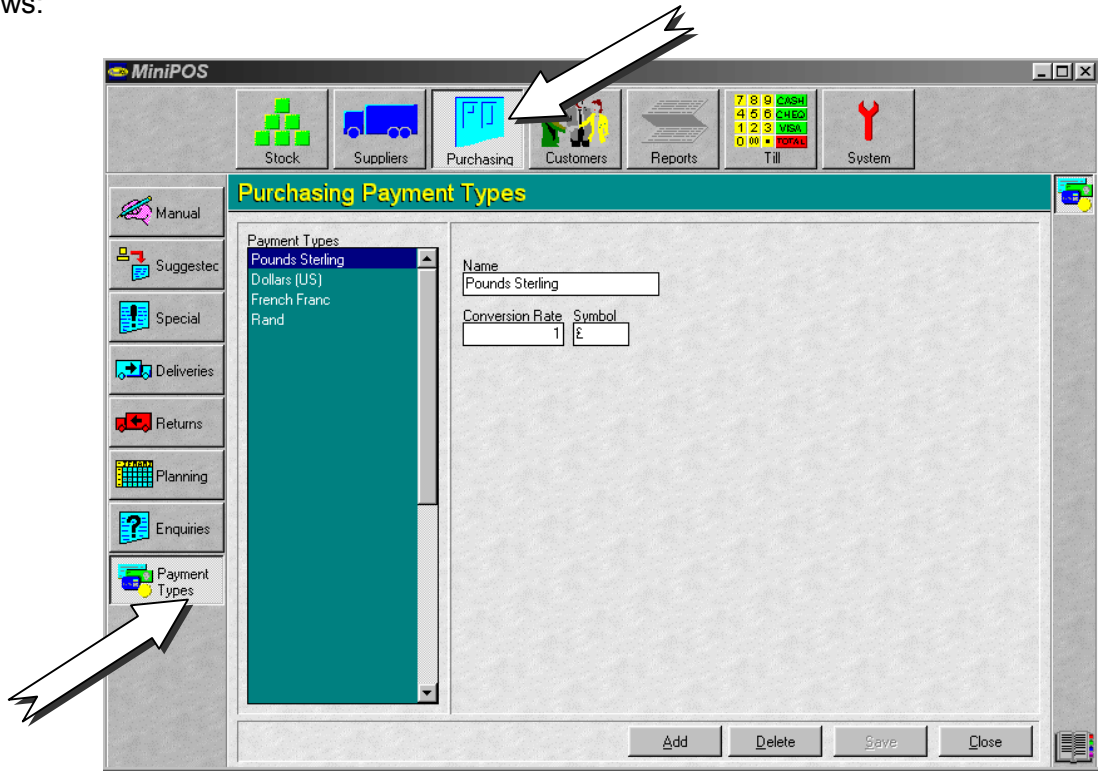 ws:
MiniPOS
7 8 9 CASH
4 5 6 CHEQ
1 2 3 VISA
0 00 ▪ TOTAL
Stock Suppliers Purchasing Customers Reports Till System
Purchasing Payment Types
Manual
Suggestec
Special
Deliveries
Returns
Planning
Enquiries
Payment
Types
Payment Types
Pounds Sterling
Dollars (US)
French Franc
Rand
Name
Pounds Sterling
Conversion Rate Symbol
1 £
Add Delete Save Close